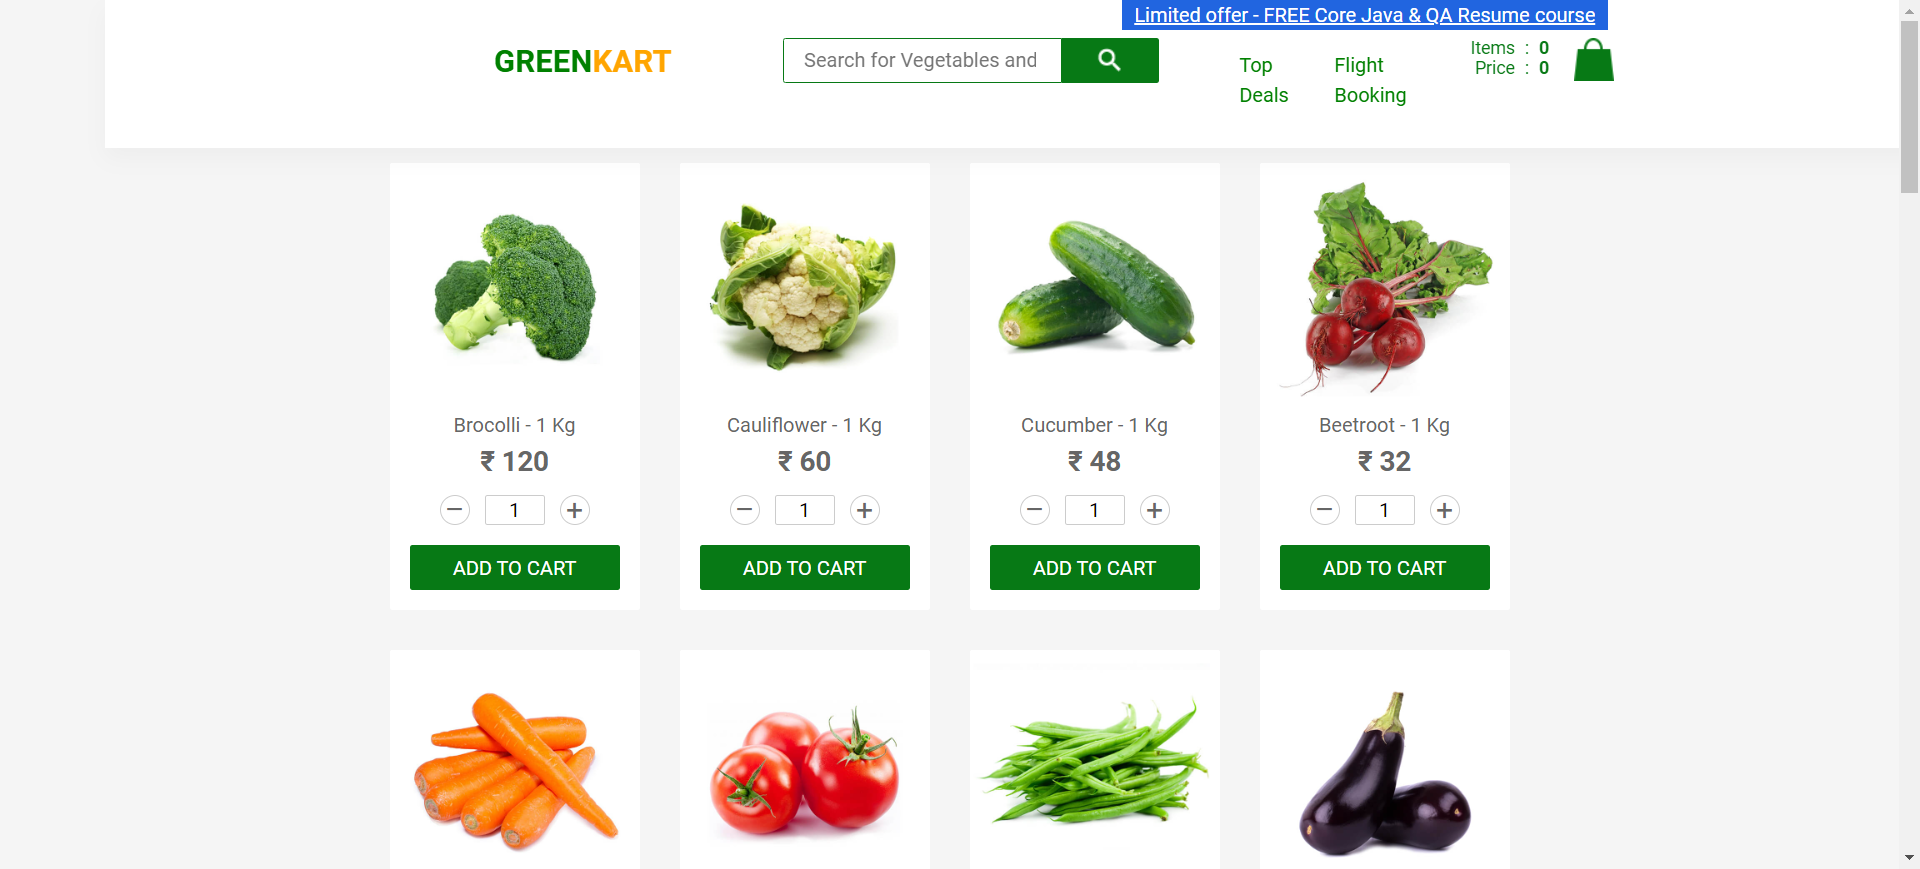 Limited offer - FREE Core Java & QA Resume course
GREENKART
Search for Vegetables and
Top
Deals
Flight
Booking
Items : 0
Price : 0
Brocolli - 1 Kg
₹ 120
1
ADD TO CART
Cauliflower - 1 Kg
₹ 60
1
ADD TO CART
Cucumber - 1 Kg
₹ 48
1
ADD TO CART
Beetroot - 1 Kg
₹ 32
1
ADD TO CART